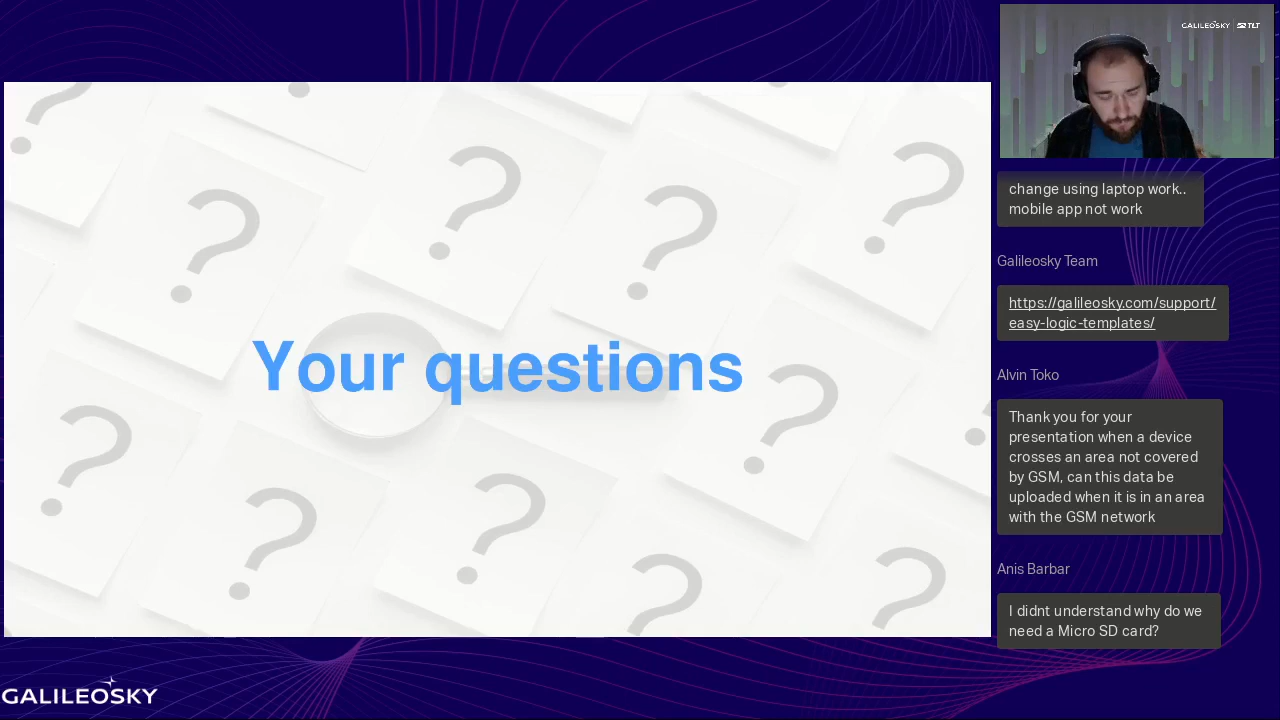 GALILEOSKY
TLT
change using laptop work..
mobile app not work
Galileosky Team
https://galileosky.com/support/
easy-logic-templates/
Alvin Toko
Thank you for your
presentation when a device
crosses an area not covered
by GSM, can this data be
uploaded when it is in an area
with the GSM network
Anis Barbar
I didnt understand why do we
need a Micro SD card?
? ? ? ? ? ? ? ? ? ? ? ? ?
Your questions
GALILEOSKY